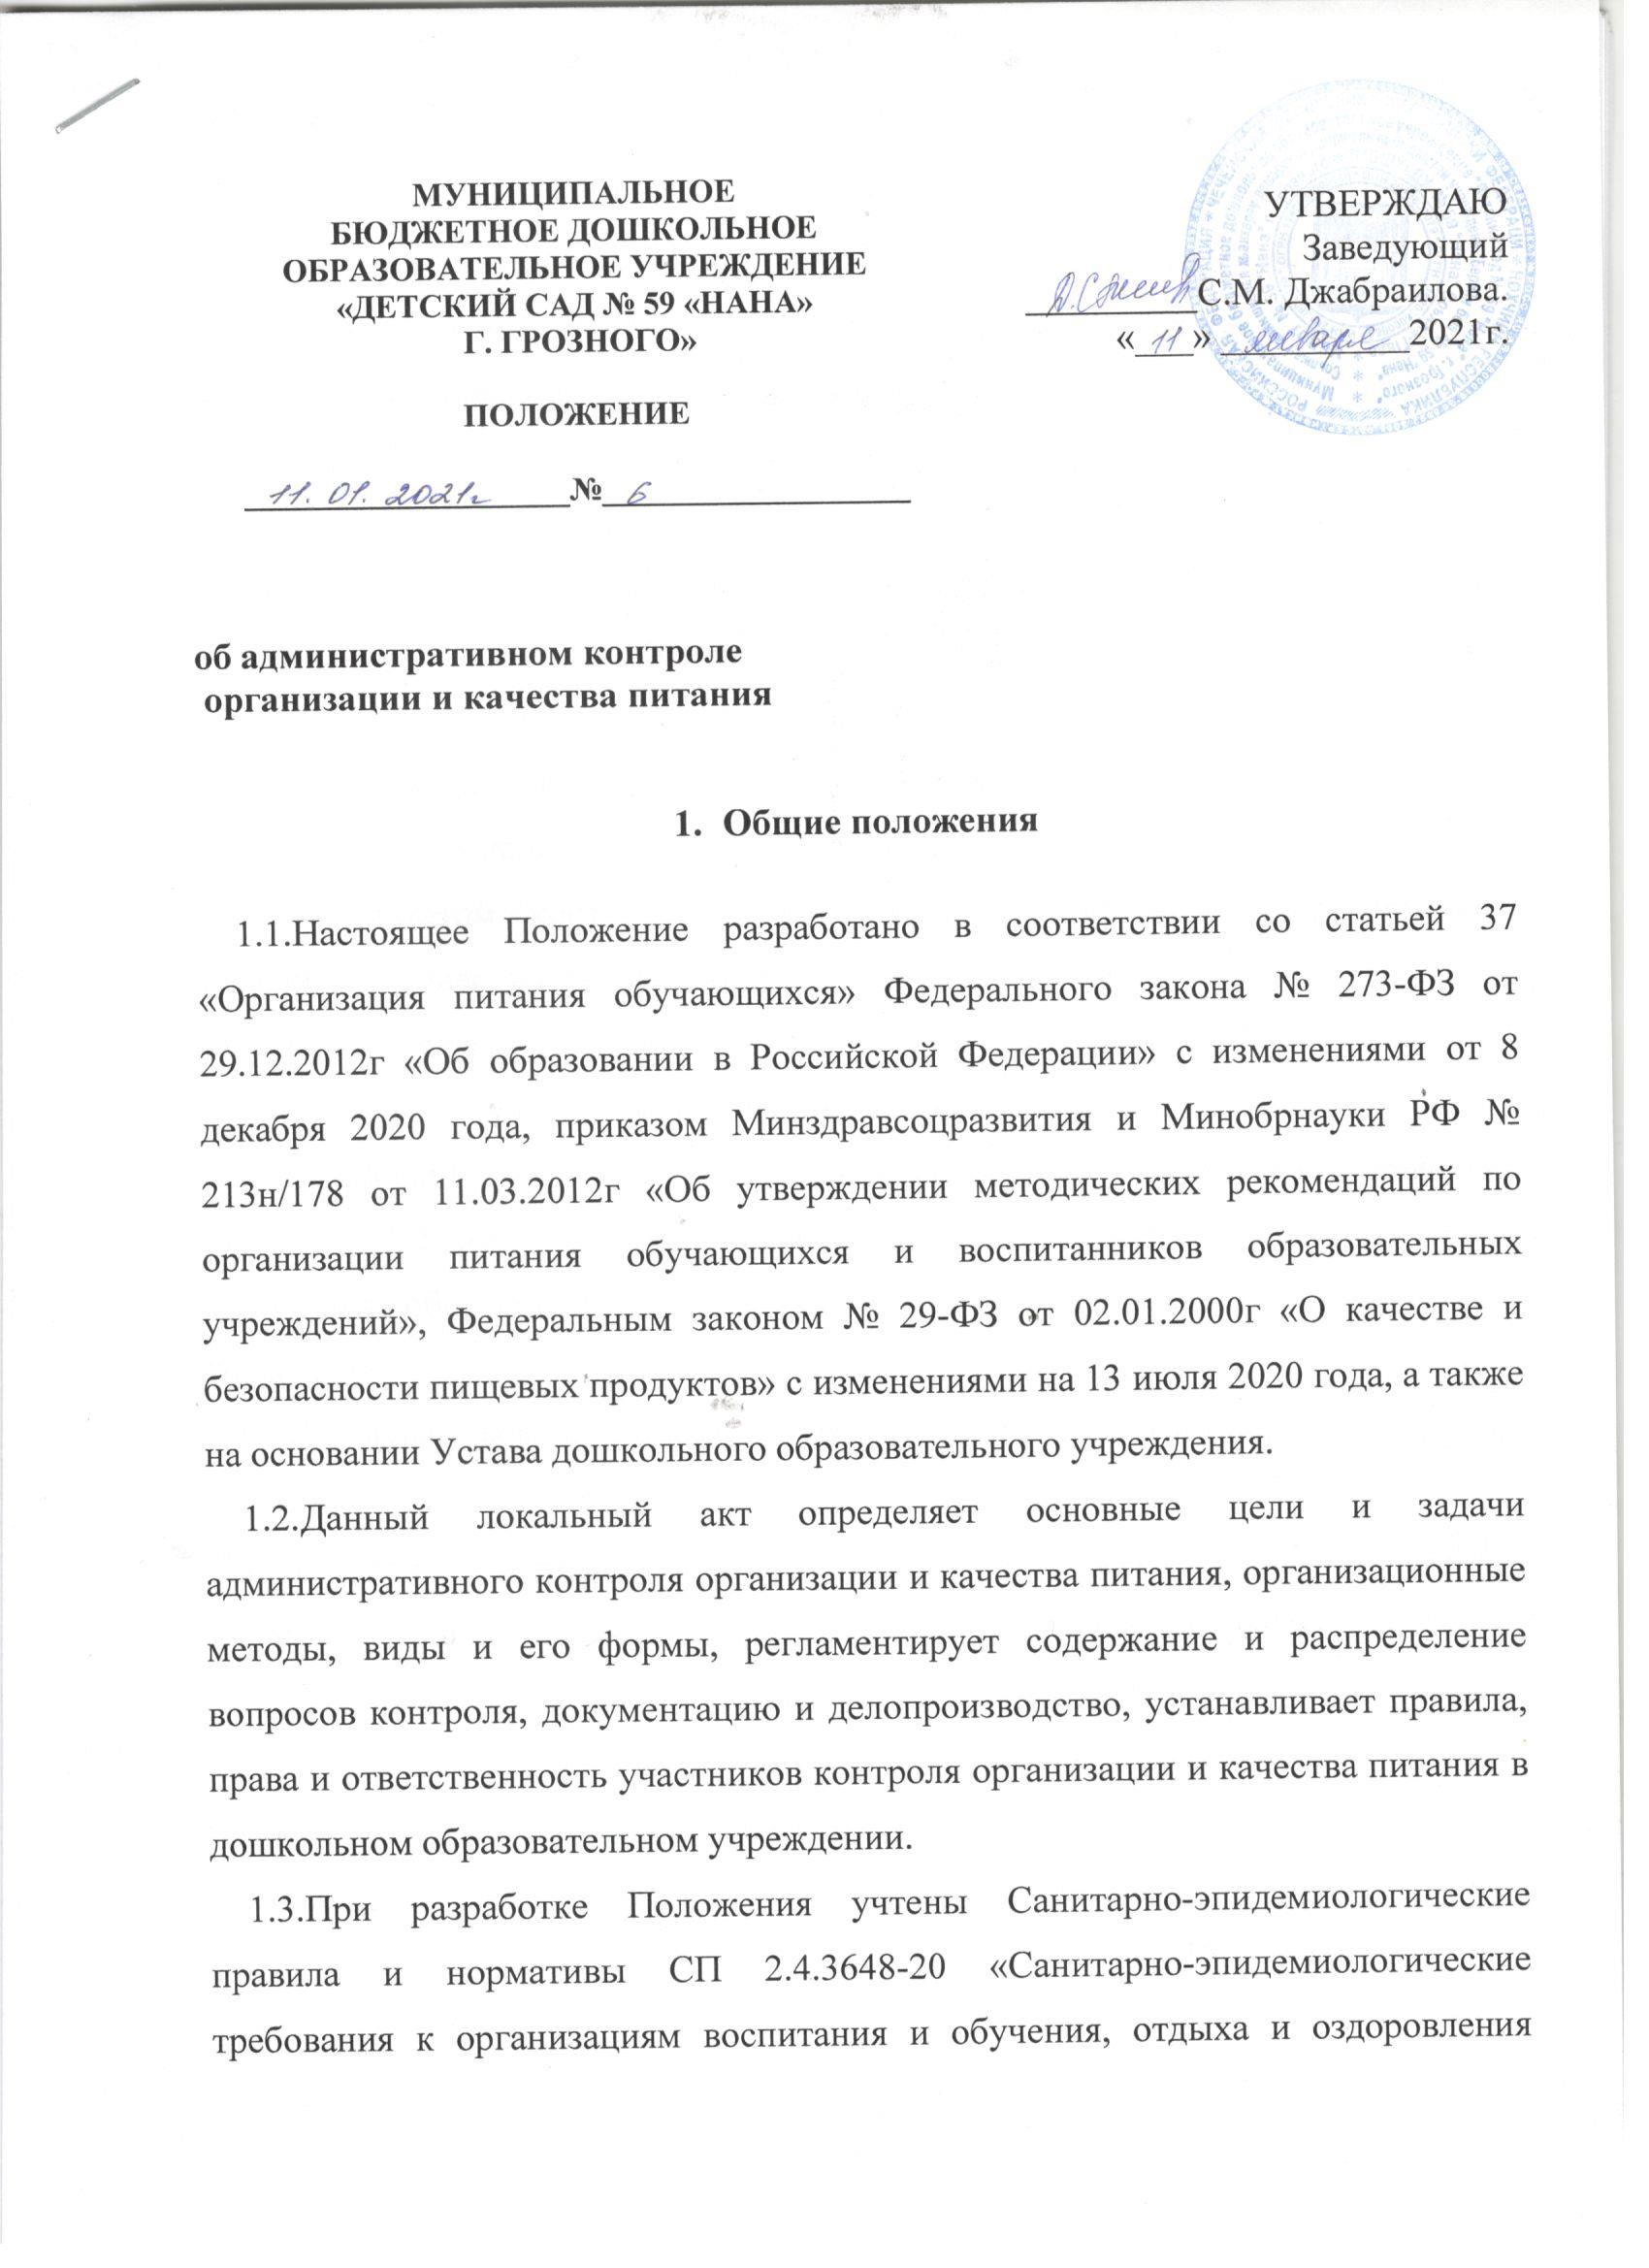 МУНИЦИПАЛЬНОЕ
БЮДЖЕТНОЕ ДОШКОЛЬНОЕ
ОБРАЗОВАТЕЛЬНОЕ УЧРЕЖДЕНИЕ
«ДЕТСКИЙ САД № 59 «НАНА»
Г. ГРОЗНОГО»
ПОЛОЖЕНИЕ
11. 01. 2021г № 6
УТВЕРЖДАЮ
Заведующий
С.М. Джабраилова.
« 11 » января 2021г.
об административном контроле
организации и качества питания
1. Общие положения
1.1.Настоящее Положение разработано в соответствии со статьей 37
«Организация питания обучающихся» Федерального закона № 273-ФЗ от
29.12.2012г «Об образовании в Российской Федерации» с изменениями от 8
декабря 2020 года, приказом Минздравсоцразвития и Минобрнауки РФ №
213н/178 от 11.03.2012г «Об утверждении методических рекомендаций по
организации питания обучающихся и воспитанников образовательных
учреждений», Федеральным законом № 29-ФЗ от 02.01.2000г «О качестве и
безопасности пищевых продуктов» с изменениями на 13 июля 2020 года, а также
на основании Устава дошкольного образовательного учреждения.
1.2.Данный локальный акт определяет основные цели и задачи
административного контроля организации и качества питания, организационные
методы, виды и его формы, регламентирует содержание и распределение
вопросов контроля, документацию и делопроизводство, устанавливает правила,
права и ответственность участников контроля организации и качества питания в
дошкольном образовательном учреждении.
1.3.При разработке Положения учтены Санитарно-эпидемиологические
правила и нормативы СП 2.4.3648-20 «Санитарно-эпидемиологические
требования к организациям воспитания и обучения, отдыха и оздоровления